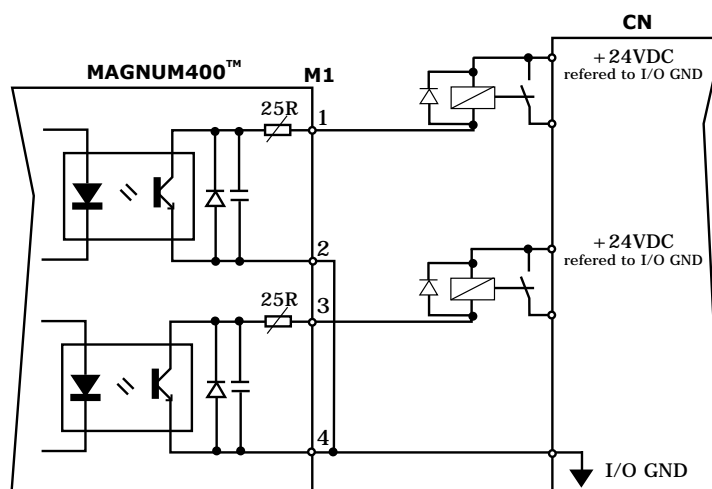 CN
MAGNUM400™
M1
+24VDC
refered to I/O GND
25R
1
2
+24VDC
refered to I/O GND
25R
3
4
I/O GND